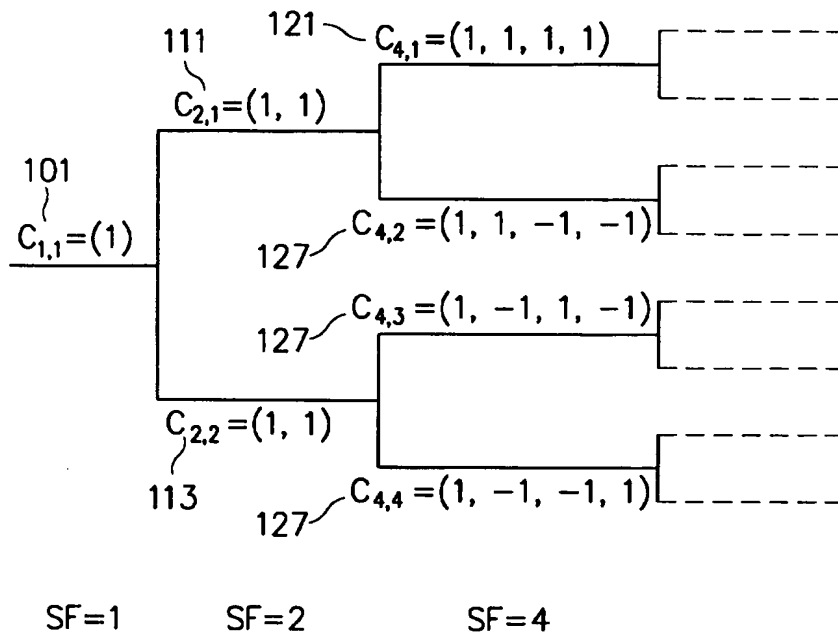 121
111
C4,1=(1, 1, 1, 1)
C2,1=(1, 1)
101
C1,1=(1)
C4,2=(1, 1, -1, -1)
127
C4,3=(1, -1, 1, -1)
127
C2,2=(1, 1)
113
C4,4=(1, -1, -1, 1)
127
SF=1 SF=2 SF=4